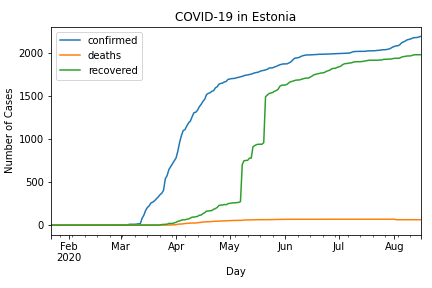 COVID-19 in Estonia
confirmed
deaths
recovered
Number of Cases
2000
1500
1000
500
0
Feb Mar Apr May Jun Jul Aug
2020
Day